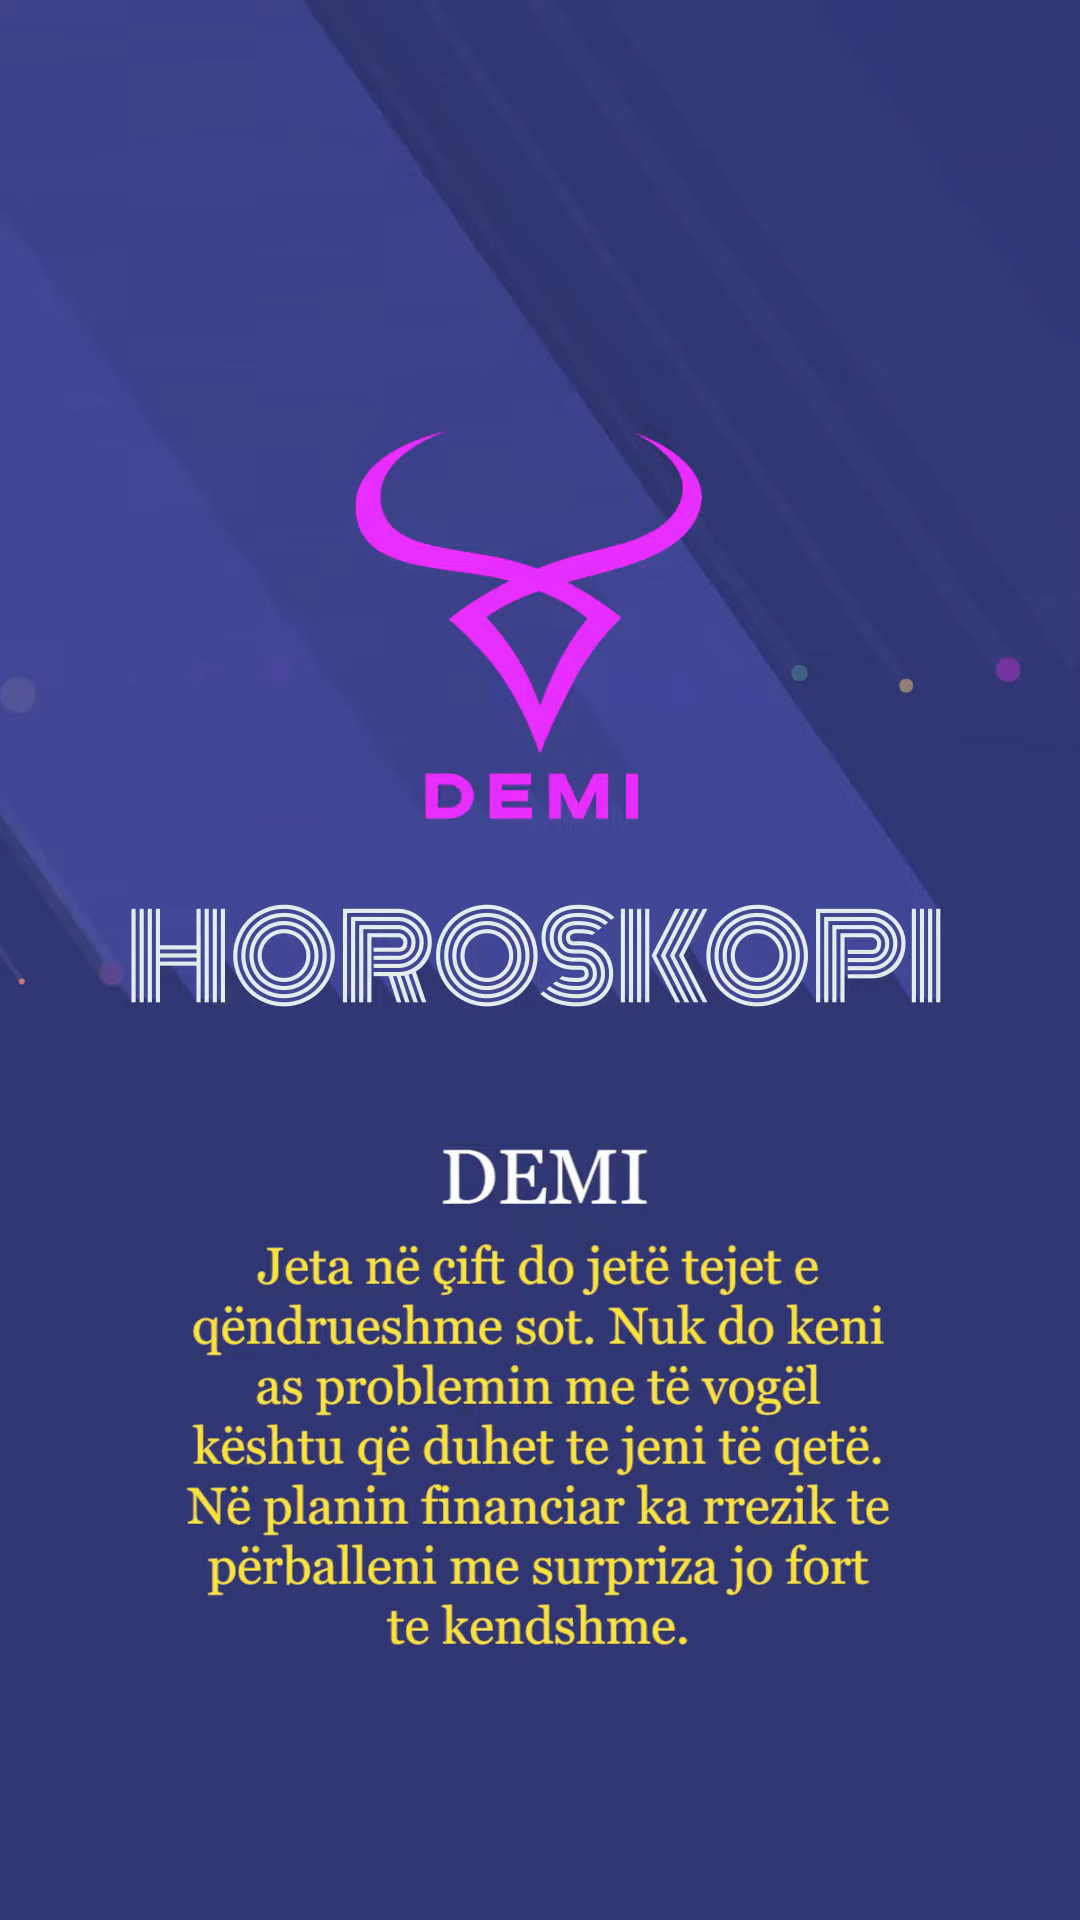 DEMI
HOROSKOPI
DEMI
Jeta në çift do jetë tejet e
qëndrueshme sot. Nuk do keni
as problemin me të vogël
kështu që duhet te jeni të qetë.
Në planin financiar ka rrezik te
përballeni me surpriza jo fort
te kendshme.